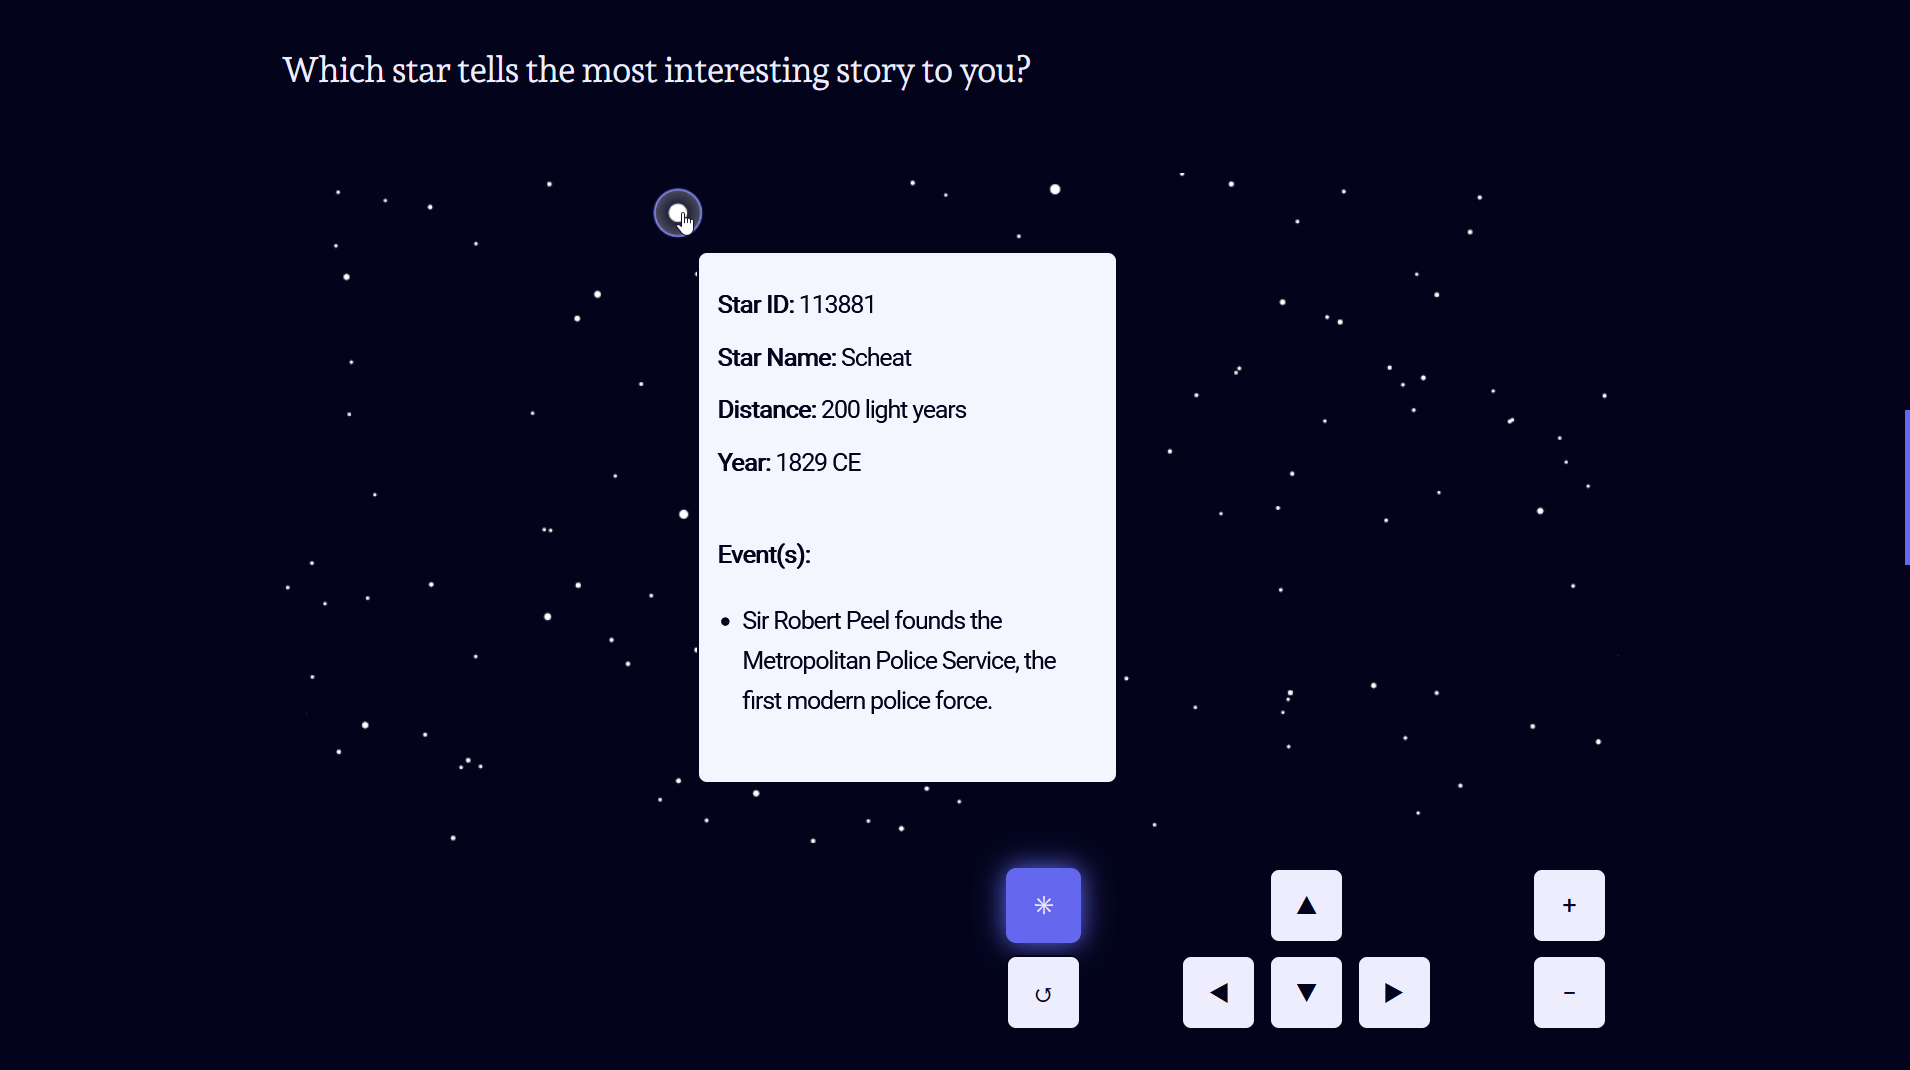 Which star tells the most interesting story to you?
Star ID: 113881
Star Name: Scheat
Distance: 200 light years
Year: 1829 CE
Event(s):
• Sir Robert Peel founds the
Metropolitan Police Service, the
first modern police force.
✳ ▲ +
↺ ◀ ▼ ▶ −